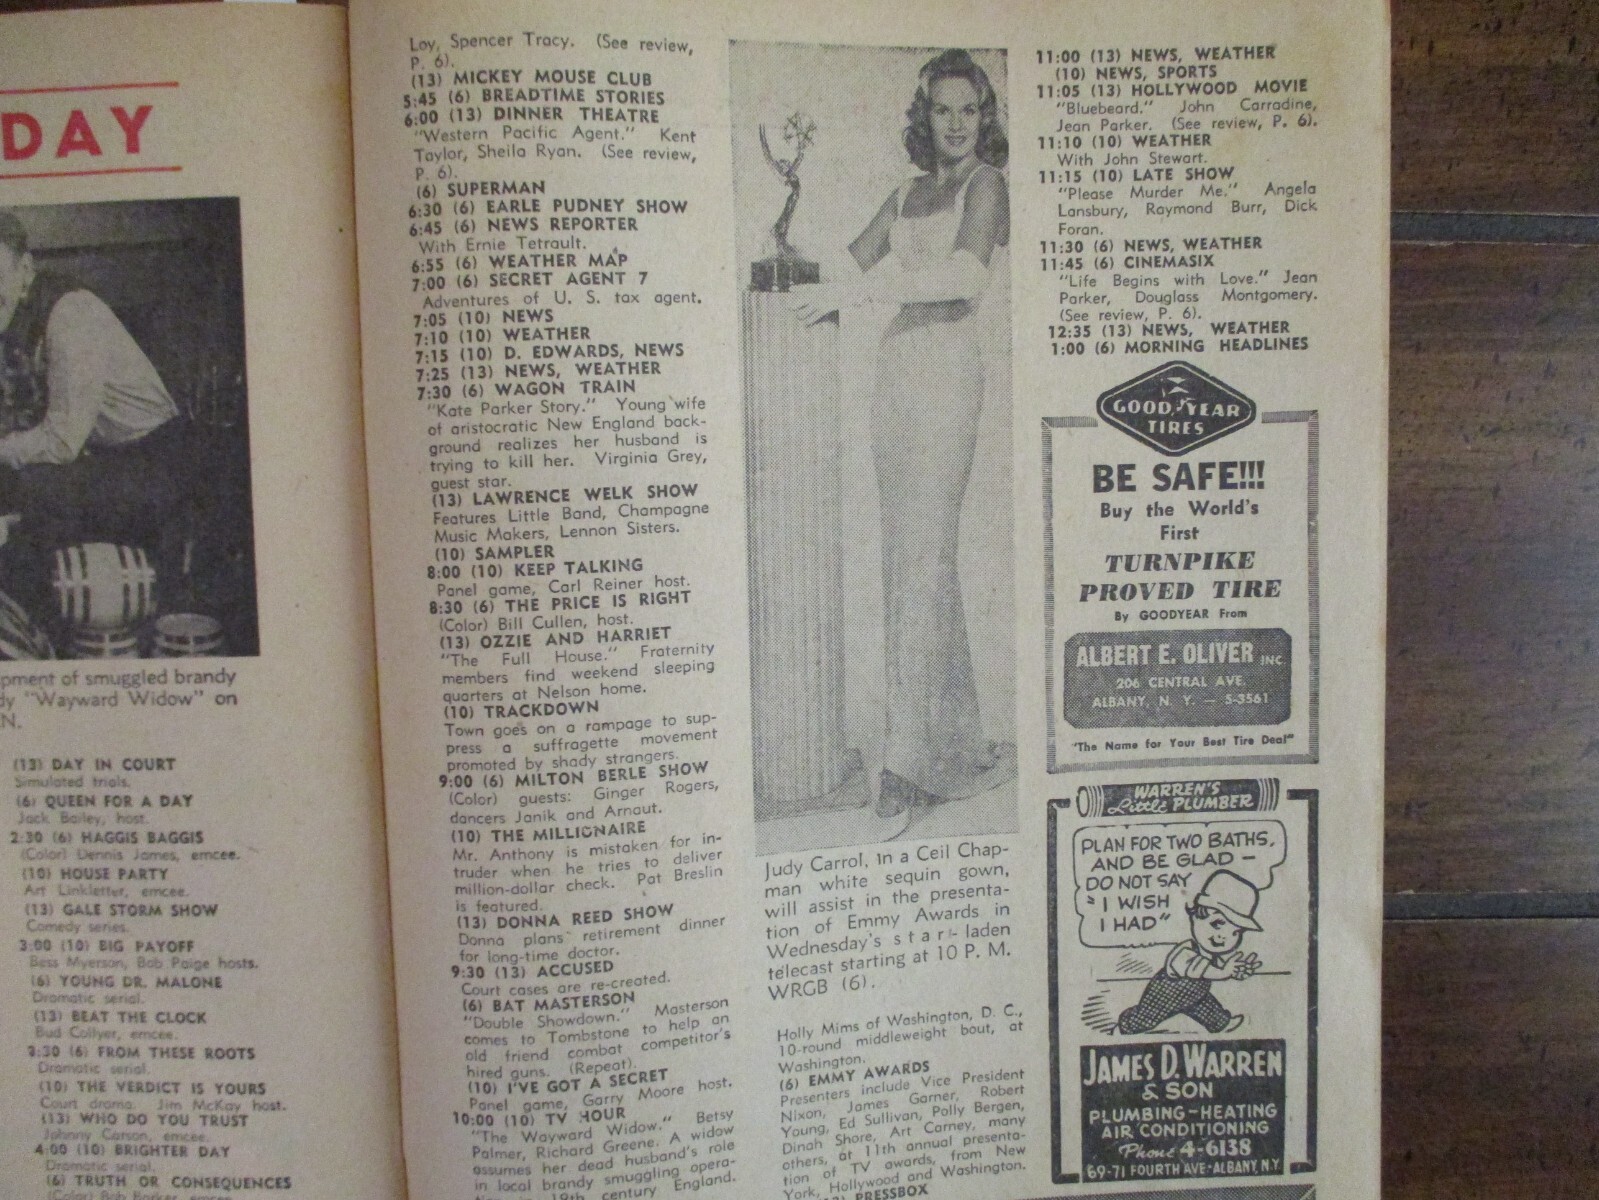 DAY
pment of smuggled brandy
dy "Wayward Widow" on
N.
(13) DAY IN COURT
Simulated trials.
(6) QUEEN FOR A DAY
Jack Bailey, host.
2:30 (6) HAGGIS BAGGIS
(Color) Dennis James, emcee.
(10) HOUSE PARTY
Art Linkletter, emcee.
(13) GALE STORM SHOW
Comedy series.
3:00 (10) BIG PAYOFF
Bess Myerson, Bob Paige hosts.
(6) YOUNG DR. MALONE
Dramatic serial.
(13) BEAT THE CLOCK
Bud Collyer, emcee.
3:30 (6) FROM THESE ROOTS
Dramatic serial.
(10) THE VERDICT IS YOURS
Court drama. Jim McKay host.
(13) WHO DO YOU TRUST
Johnny Carson, emcee.
4:00 (10) BRIGHTER DAY
Dramatic serial.
(6) TRUTH OR CONSEQUENCES
(Color) Bob Barker, emcee
Loy, Spencer Tracy. (See review,
P. 6).
(13) MICKEY MOUSE CLUB
5:45 (6) BREADTIME STORIES
6:00 (13) DINNER THEATRE
"Western Pacific Agent." Kent
Taylor, Sheila Ryan. (See review,
P. 6).
(6) SUPERMAN
6:30 (6) EARLE PUDNEY SHOW
6:45 (6) NEWS REPORTER
With Ernie Tetrault.
6:55 (6) WEATHER MAP
7:00 (6) SECRET AGENT 7
Adventures of U. S. tax agent.
7:05 (10) NEWS
7:10 (10) WEATHER
7:15 (10) D. EDWARDS, NEWS
7:25 (13) NEWS, WEATHER
7:30 (6) WAGON TRAIN
"Kate Parker Story." Young wife
of aristocratic New England back-
ground realizes her husband is
trying to kill her. Virginia Grey,
guest star.
(13) LAWRENCE WELK SHOW
Features Little Band, Champagne
Music Makers, Lennon Sisters.
(10) SAMPLER
8:00 (10) KEEP TALKING
Panel game, Carl Reiner host.
8:30 (6) THE PRICE IS RIGHT
(Color) Bill Cullen, host.
(13) OZZIE AND HARRIET
"The Full House." Fraternity
members find weekend sleeping
quarters at Nelson home.
(10) TRACKDOWN
Town goes on a rampage to sup-
press a suffragette movement
promoted by shady strangers.
9:00 (6) MILTON BERLE SHOW
(Color) guests: Ginger Rogers,
dancers Janik and Arnaut.
(10) THE MILLIONAIRE
Mr. Anthony is mistaken for in-
truder when he tries to deliver
million-dollar check. Pat Breslin
is featured.
(13) DONNA REED SHOW
Donna plans retirement dinner
for long-time doctor.
9:30 (13) ACCUSED
Court cases are re-created.
(6) BAT MASTERSON
"Double Showdown." Masterson
comes to Tombstone to help an
old friend combat competitor's
hired guns. (Repeat).
(10) I'VE GOT A SECRET
Panel game, Garry Moore host.
10:00 (10) TV HOUR
"The Wayward Widow." Betsy
Palmer, Richard Greene. A widow
assumes her dead husband's role
in local brandy smuggling opera-
tion in 19th century England.
Judy Carrol, in a Ceil Chap-
man white sequin gown,
will assist in the presenta-
tion of Emmy Awards in
Wednesday's star-laden
telecast starting at 10 P. M.
WRGB (6).
Holly Mims of Washington, D. C.,
10-round middleweight bout, at
Washington.
(6) EMMY AWARDS
Presenters include Vice President
Nixon, James Garner, Robert
Young, Ed Sullivan, Polly Bergen,
Dinah Shore, Art Carney, many
others, at 11th annual presenta-
tion of TV awards, from New
York, Hollywood and Washington.
PRESSBOX
11:00 (13) NEWS, WEATHER
(10) NEWS, SPORTS
11:05 (13) HOLLYWOOD MOVIE
"Bluebeard." John Carradine,
Jean Parker. (See review, P. 6).
11:10 (10) WEATHER
With John Stewart.
11:15 (10) LATE SHOW
"Please Murder Me." Angela
Lansbury, Raymond Burr, Dick
Foran.
11:30 (6) NEWS, WEATHER
11:45 (6) CINEMASIX
"Life Begins with Love." Jean
Parker, Douglass Montgomery.
(See review, P. 6).
12:35 (13) NEWS, WEATHER
1:00 (6) MORNING HEADLINES
GOODYEAR
TIRES
BE SAFE!!!
Buy the World's
First
TURNPIKE
PROVED TIRE
By GOODYEAR From
ALBERT E. OLIVER INC.
206 CENTRAL AVE.
ALBANY, N. Y. — 5-3561
"The Name for Your Best Tire Deal"
WARREN'S
Little PLUMBER
PLAN FOR TWO BATHS,
AND BE GLAD —
DO NOT SAY
"I WISH
I HAD"
JAMES D. WARREN
& SON
PLUMBING-HEATING
AIR CONDITIONING
Phone 4-6138
69-71 FOURTH AVE·ALBANY, N.Y.